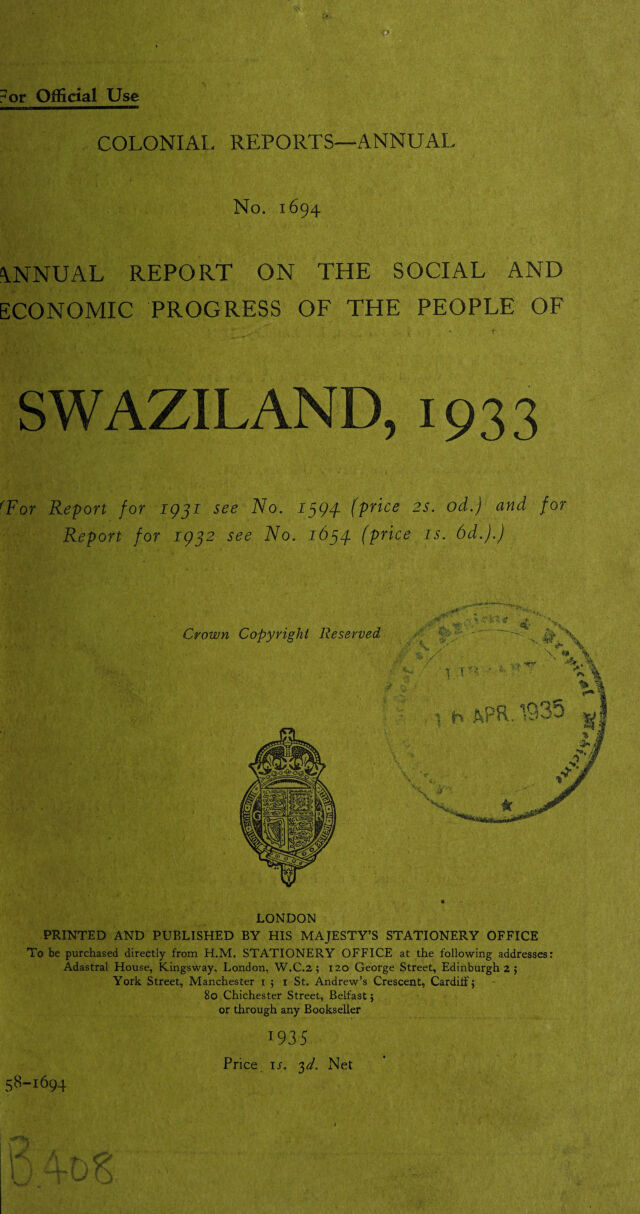 For Official Use
COLONIAL REPORTS—ANNUAL
No. 1694
ANNUAL REPORT ON THE SOCIAL AND
ECONOMIC PROGRESS OF THE PEOPLE OF
SWAZILAND, 1933
(For Report for 1931 see No. 1594 (price 2s. 0d.) and for
Report for 1932 see No. 1654 (price 1s. 6d.).)
Crown Copyright Reserved
16 APR. 1935
G R
LONDON
PRINTED AND PUBLISHED BY HIS MAJESTY'S STATIONERY OFFICE
To be purchased directly from H.M. STATIONERY OFFICE at the following addresses:
Adastral House, Kingsway, London, W.C.2 ; 120 George Street, Edinburgh 2 ;
York Street, Manchester 1 ; 1 St. Andrew's Crescent, Cardiff ;
80 Chichester Street, Belfast ;
or through any Bookseller
1935
Price 1s. 3d. Net
58-1694
B.408